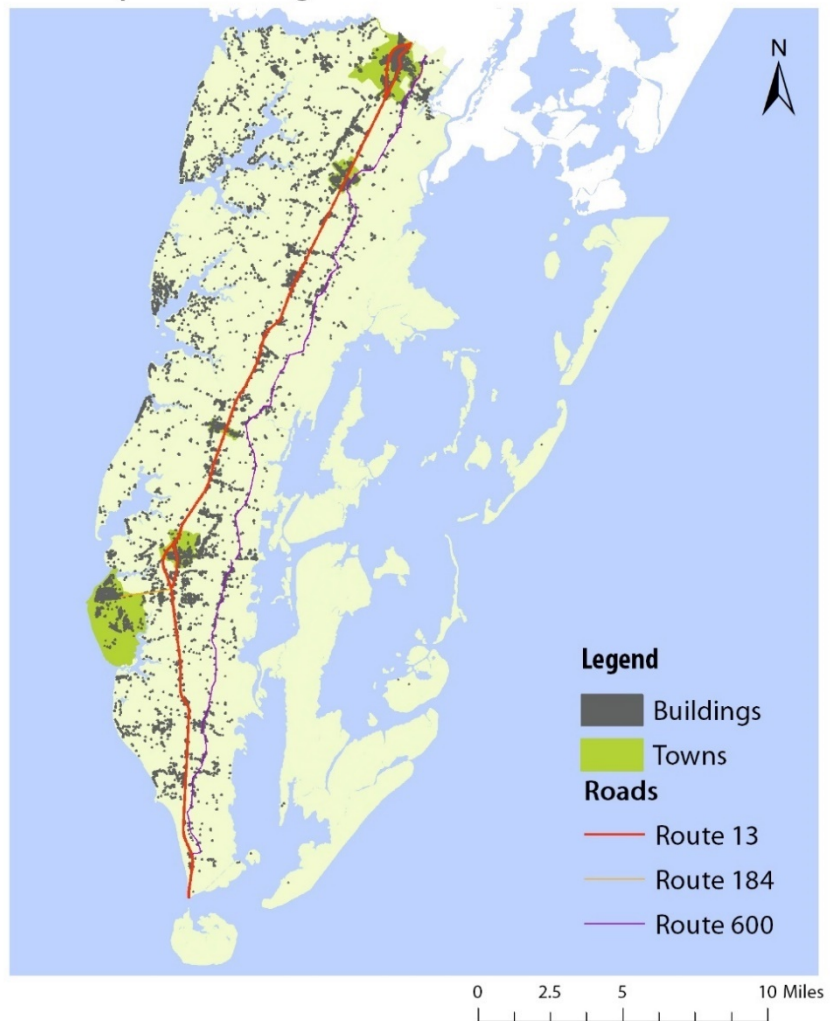 N
Legend
Buildings
Towns
Roads
Route 13
Route 184
Route 600
0 2.5 5 10 Miles